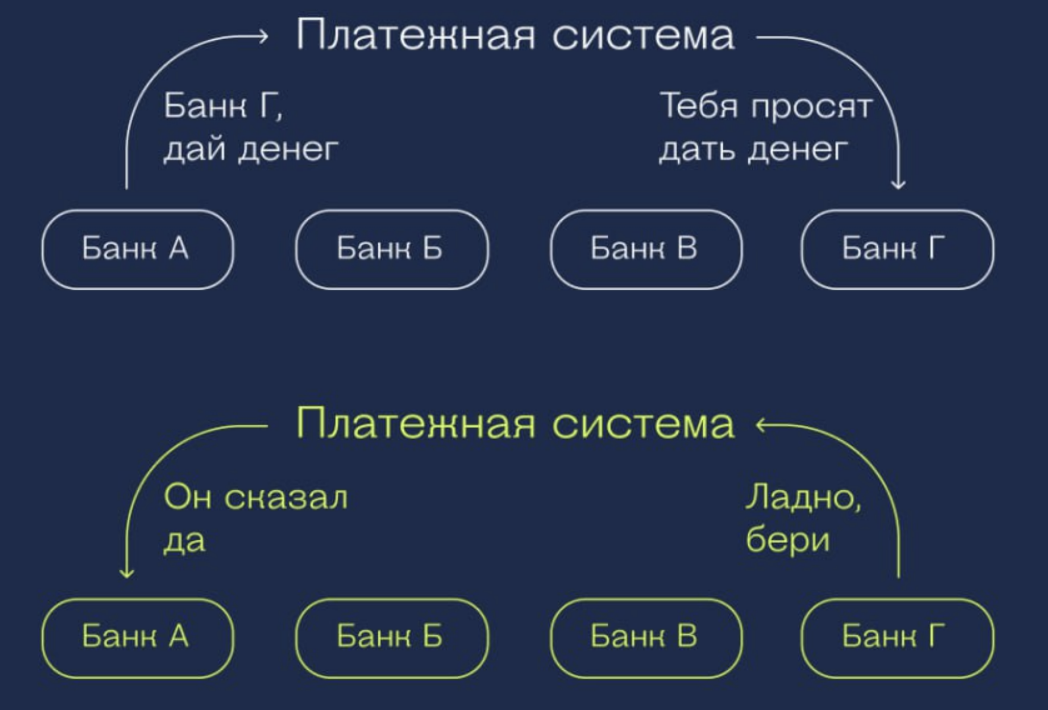 Платежная система
Банк Г,
дай денег
Тебя просят
дать денег
Банк А
Банк Б
Банк В
Банк Г
Платежная система
Он сказал
да
Ладно,
бери
Банк А
Банк Б
Банк В
Банк Г